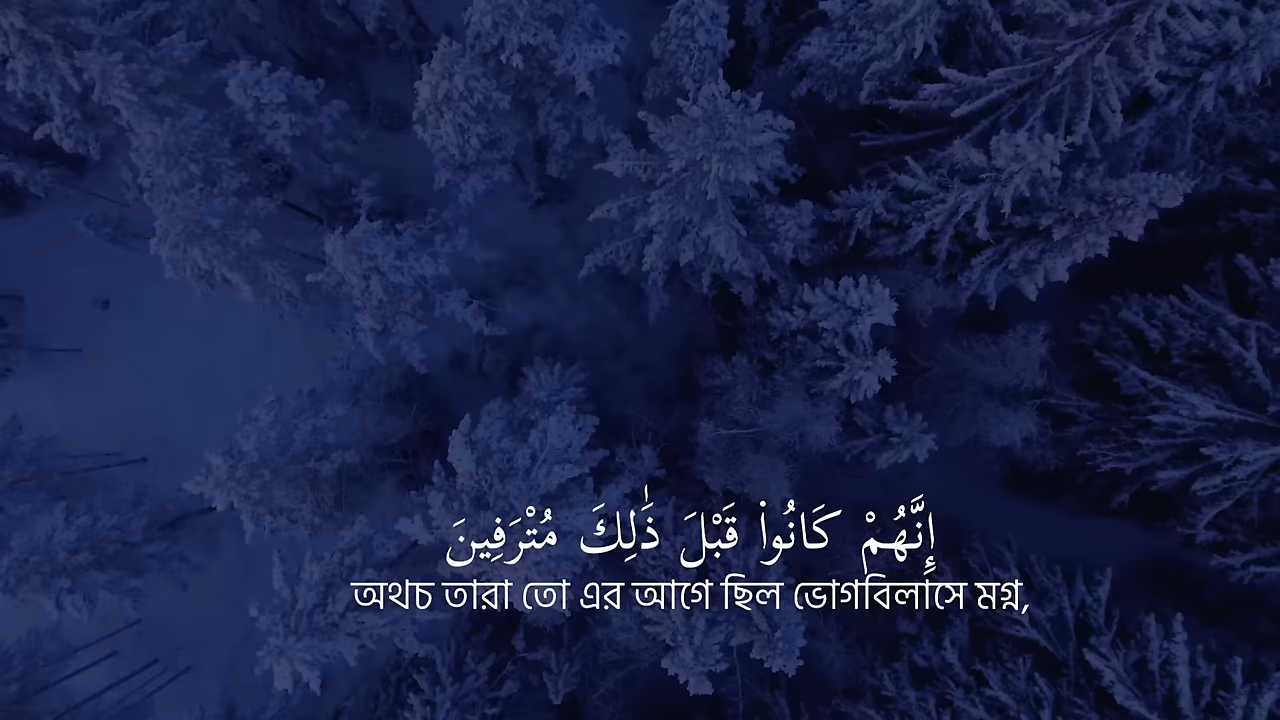 إِنَّهُمْ كَانُوا۟ قَبْلَ ذَٰلِكَ مُتْرَفِينَ
অথচ তারা তো এর আগে ছিল ভোগবিলাসে মগ্ন,